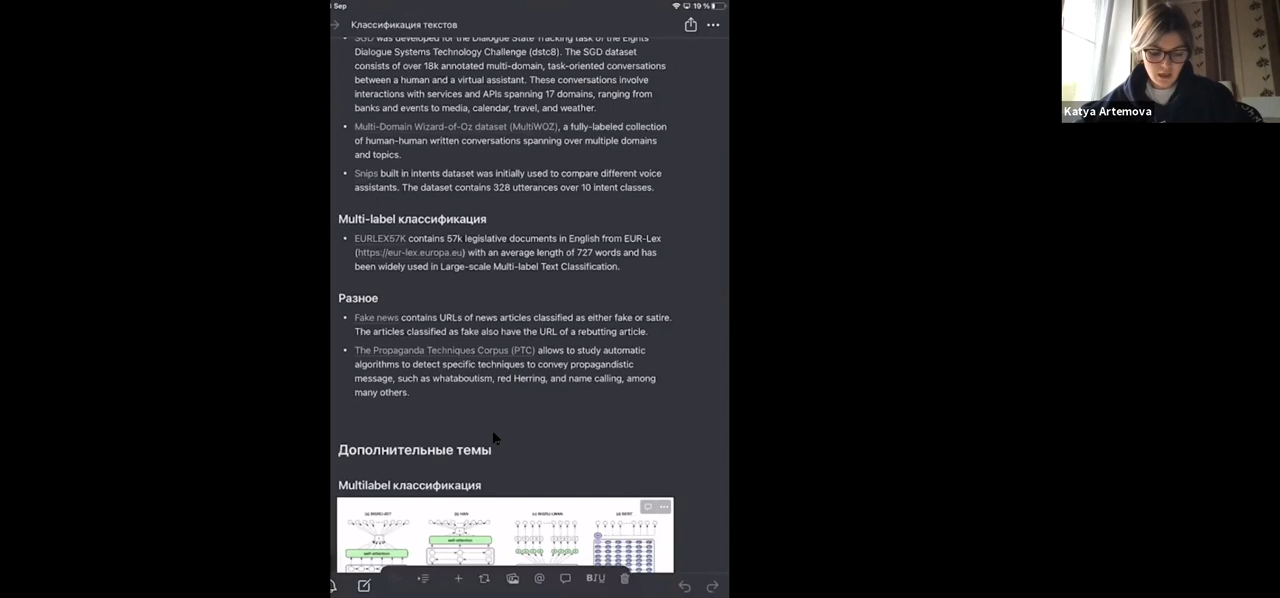 Sep
19 %
Классификация текстов
SGD was developed for the Dialogue State Tracking task of the Eights
Dialogue Systems Technology Challenge (dstc8). The SGD dataset
consists of over 18k annotated multi-domain, task-oriented conversations
between a human and a virtual assistant. These conversations involve
interactions with services and APIs spanning 17 domains, ranging from
banks and events to media, calendar, travel, and weather.
Multi-Domain Wizard-of-Oz dataset (MultiWOZ), a fully-labeled collection
of human-human written conversations spanning over multiple domains
and topics.
Snips built in intents dataset was initially used to compare different voice
assistants. The dataset contains 328 utterances over 10 intent classes.
Multi-label классификация
EURLEX57K contains 57k legislative documents in English from EUR-Lex
(https://eur-lex.europa.eu) with an average length of 727 words and has
been widely used in Large-scale Multi-label Text Classification.
Разное
Fake news contains URLs of news articles classified as either fake or satire.
The articles classified as fake also have the URL of a rebutting article.
The Propaganda Techniques Corpus (PTC) allows to study automatic
algorithms to detect specific techniques to convey propagandistic
message, such as whataboutism, red Herring, and name calling, among
many others.
Дополнительные темы
Multilabel классификация
self-attention
self-attention
BIU
Katya Artemova